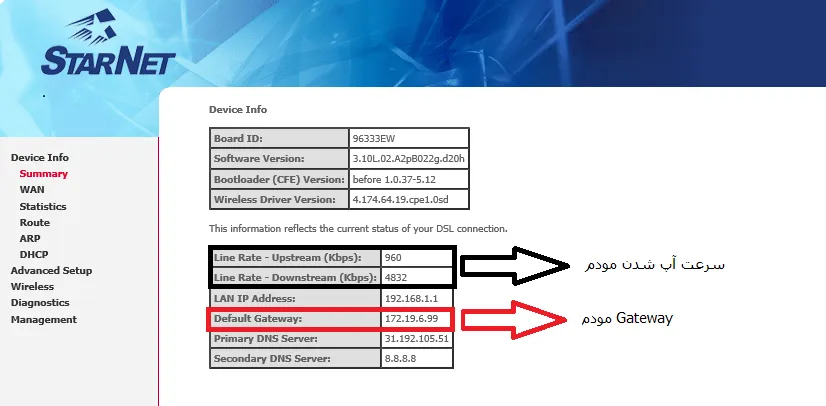 STARNET
Device Info
Summary
WAN
Statistics
Route
ARP
DHCP
Advanced Setup
Wireless
Diagnostics
Management
Device Info
Board ID: 96333EW
Software Version: 3.10L.02.A2pB022g.d20h
Bootloader (CFE) Version: before 1.0.37-5.12
Wireless Driver Version: 4.174.64.19.cpe1.0sd
This information reflects the current status of your DSL connection.
Line Rate - Upstream (Kbps): 960
Line Rate - Downstream (Kbps): 4832
سرعت آپ شدن مودم
LAN IP Address: 192.168.1.1
Default Gateway: 172.19.6.99
Gateway مودم
Primary DNS Server: 31.192.105.51
Secondary DNS Server: 8.8.8.8